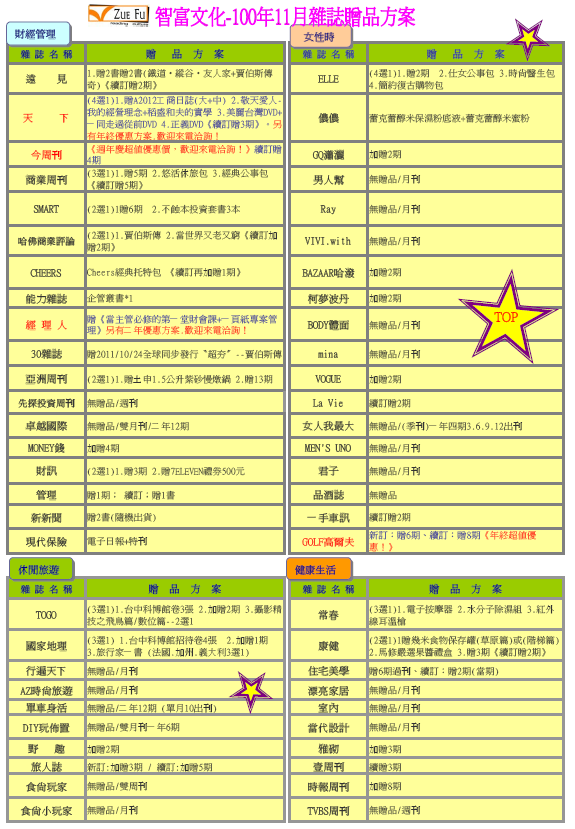 Zue Fu
reading culture
智富文化-100年11月雜誌贈品方案
財經管理
雜 誌 名 稱 贈 品 方 案
遠 見 1.贈2書贈2書(鐵道‧縱谷‧友人家+賈伯斯傳奇)《續訂贈2期》
天 下 (4選1)1.贈A2012工商日誌(大+中) 2.敬天愛人-
我的經營理念+稻盛和夫的實學 3.美麗台灣DVD+
一同走過從前DVD 4.正義DVD《續訂贈3期》，另
有年終優惠方案,歡迎來電洽詢！
今周刊 《週年慶超值優惠價、歡迎來電洽詢！》續訂贈
4期
商業周刊 (3選1)1.贈5期 2.悠活休旅包 3.經典公事包
《續訂贈5期》
SMART (2選1)1贈6期 2.不蝕本投資套書3本
哈佛商業評論 (2選1)1.賈伯斯傳 2.當世界又老又窮《續訂加
贈2期》
CHEERS Cheers經典托特包 《續訂再加贈1期》
能力雜誌 企管叢書*1
經 理 人 贈《當主管必修的第一堂財會課+一頁紙專案管
理》另有二年優惠方案.歡迎來電洽詢！
30雜誌 贈2011/10/24全球同步發行〝超夯〞--賈伯斯傳
亞洲周刊 (2選1)1.贈土申1.5公升紫砂慢燉鍋 2.贈13期
先探投資周刊 無贈品/週刊
卓越國際 無贈品/雙月刊/二年12期
MONEY錢 加贈4期
財訊 (2選1)1.贈3期 2.贈7ELEVEN禮券500元
管理 贈1期； 續訂：贈1書
新新聞 贈2書(隨機出貨)
現代保險 電子日報+特刊
女性時
雜 誌 名 稱 贈 品 方 案
ELLE (4選1)1.贈2期 2.仕女公事包 3.時尚醫生包
4.簡約復古購物包
儂儂 蕾克蕾醇米保濕粉底液+蕾克蕾醇米蜜粉
GQ瀟灑 加贈2期
男人幫 無贈品/月刊
Ray 無贈品/月刊
VIVI.with 無贈品/月刊
BAZAAR哈潑 加贈2期
柯夢波丹 加贈2期
BODY體面 無贈品/月刊
TOP
mina 無贈品/月刊
VOGUE 加贈2期
La Vie 續訂贈2期
女人我最大 無贈品/(季刊)一年四期3.6.9.12出刊
MEN'S UNO 無贈品/月刊
君子 無贈品/月刊
品酒誌 無贈品
一手車訊 續訂贈2期
GOLF高爾夫 新訂：贈6期、續訂：贈8期《年終超值優
惠！》
休閒旅遊
雜 誌 名 稱 贈 品 方 案
TOGO (3選1)1.台中科博館卷3張 2.加贈2期 3.攝影精
技之飛鳥篇/數位篇--2選1
國家地理 (3選1) 1.台中科博館招待卷4張 2.加贈1期
3.旅行家一書 (法國.加州.義大利3選1)
行遍天下 無贈品/月刊
AZ時尚旅遊 無贈品/月刊
單車身活 無贈品/二年12期 (單月10出刊)
DIY玩佈置 無贈品/雙月刊一年6期
野 趣 加贈2期
旅人誌 新訂:加贈3期 / 續訂:加贈5期
食尚玩家 無贈品/雙周刊
食尚小玩家 無贈品/月刊
健康生活
雜 誌 名 稱 贈 品 方 案
常春 (3選1)1.電子按摩器 2.水分子除濕組 3.紅外
線耳溫槍
康健 (2選1)1贈幾米食物保存罐(草原篇)或(階梯篇)
2.馬修嚴選果醬禮盒 3.贈3期《續訂贈2期》
住宅美學 贈6期過刊、續訂：贈2期(當期)
漂亮家居 無贈品/月刊
室內 無贈品/月刊
當代設計 無贈品/月刊
雅砌 加贈3期
壹周刊 續贈3期
時報周刊 加贈8期
TVBS周刊 無贈品/週刊